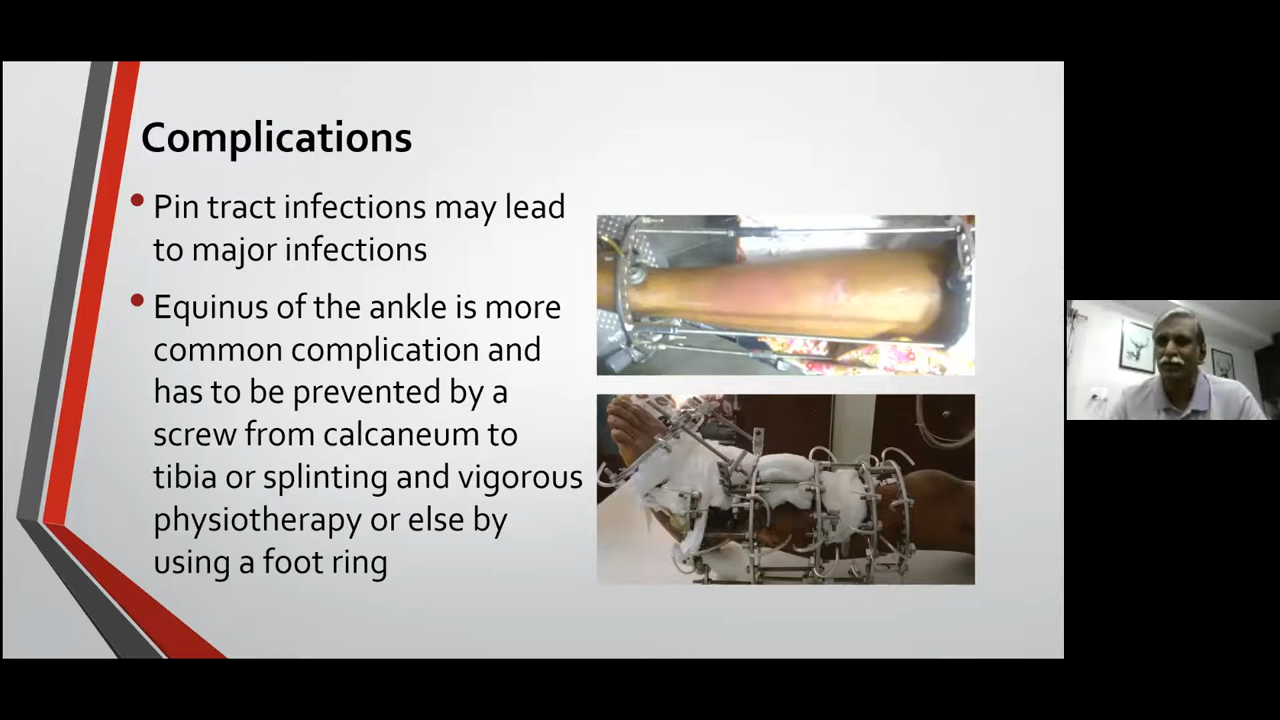 Complications
Pin tract infections may lead
to major infections
Equinus of the ankle is more
common complication and
has to be prevented by a
screw from calcaneum to
tibia or splinting and vigorous
physiotherapy or else by
using a foot ring